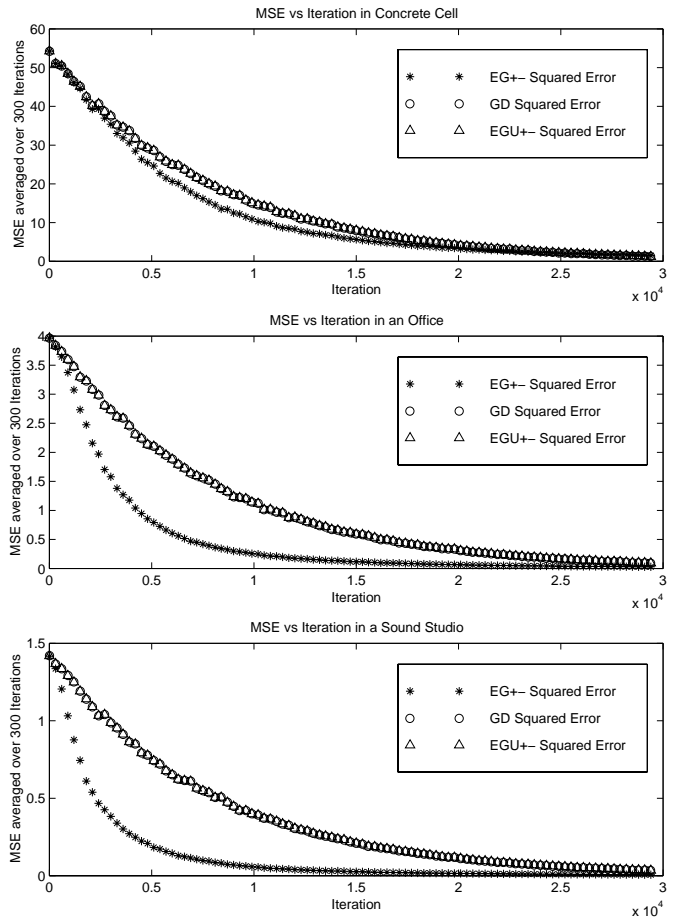 MSE vs Iteration in Concrete Cell
MSE averaged over 300 Iterations
60
50
40
30
20
10
0
EG+− Squared Error
GD Squared Error
EGU+− Squared Error
0 0.5 1 1.5 2 2.5 3
Iteration
x 10^4
MSE vs Iteration in an Office
MSE averaged over 300 Iterations
4
3.5
3
2.5
2
1.5
1
0.5
0
EG+− Squared Error
GD Squared Error
EGU+− Squared Error
0 0.5 1 1.5 2 2.5 3
Iteration
x 10^4
MSE vs Iteration in a Sound Studio
MSE averaged over 300 Iterations
1.5
1
0.5
0
EG+− Squared Error
GD Squared Error
EGU+− Squared Error
0 0.5 1 1.5 2 2.5 3
Iteration
x 10^4